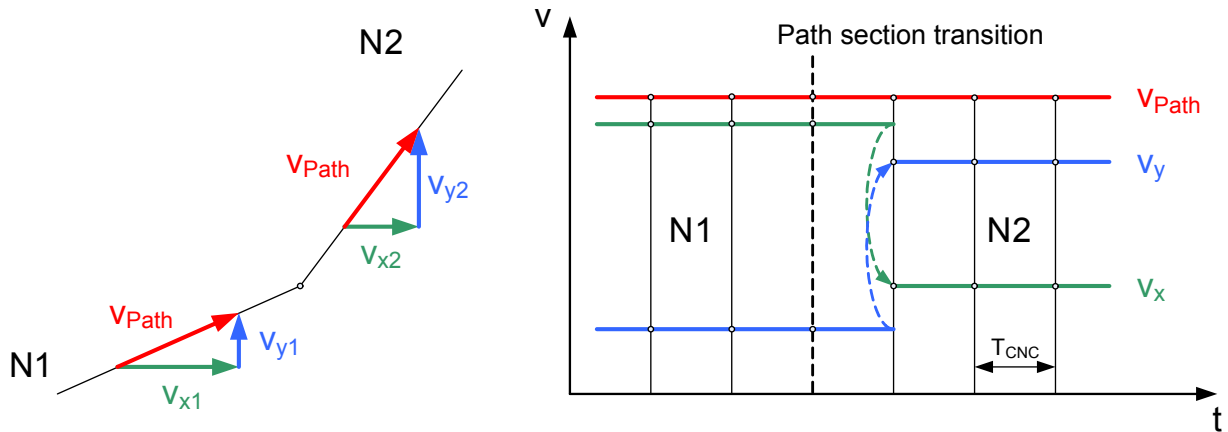 N2
vPath
vy2
vx2
vPath
N1
vy1
vx1
v
Path section transition
vPath
vy
N1
N2
vx
TCNC
t